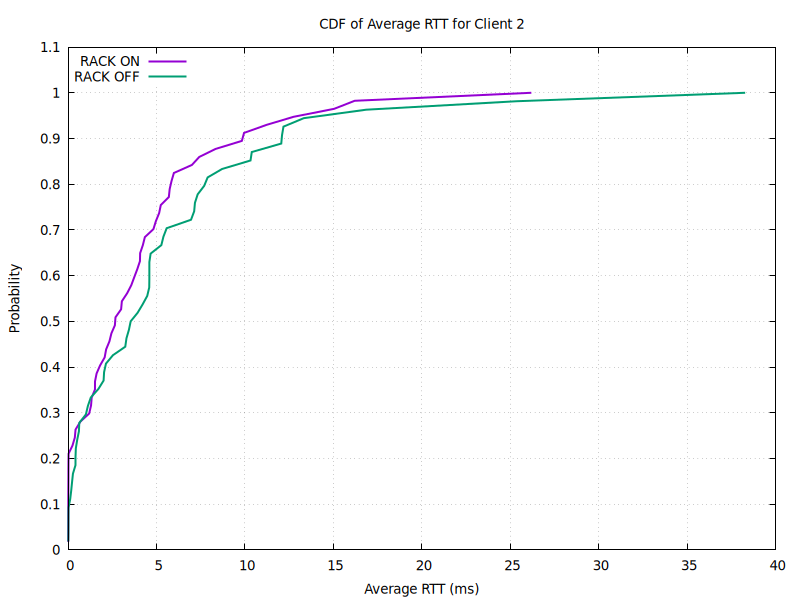 CDF of Average RTT for Client 2
RACK ON
RACK OFF
1.1
1
0.9
0.8
0.7
0.6
0.5
0.4
0.3
0.2
0.1
0
Probability
0 5 10 15 20 25 30 35 40
Average RTT (ms)